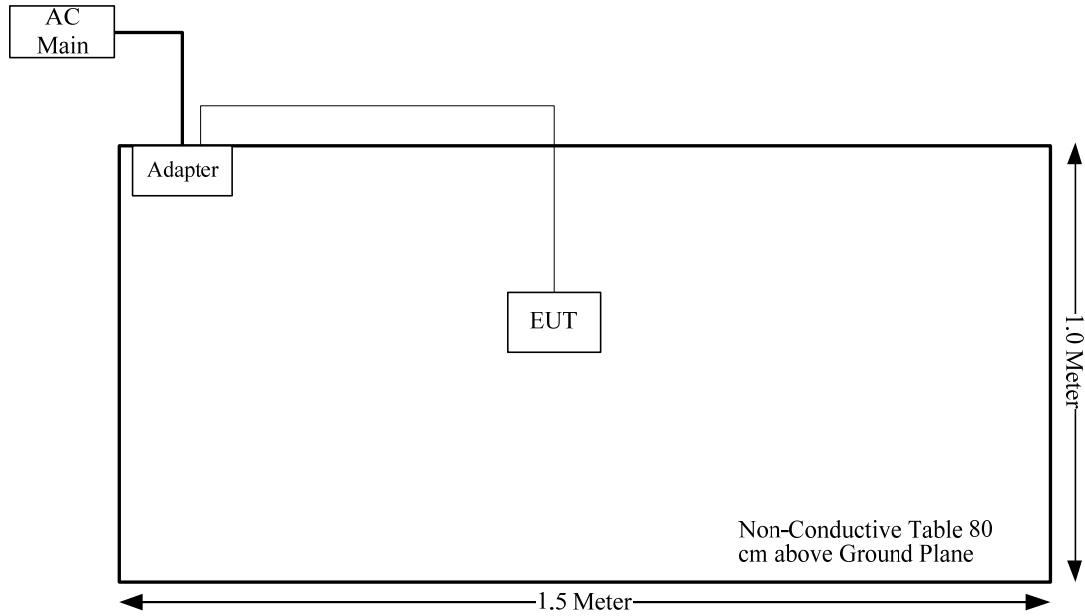 AC
Main
Adapter
EUT
1.0 Meter
Non-Conductive Table 80
cm above Ground Plane
1.5 Meter